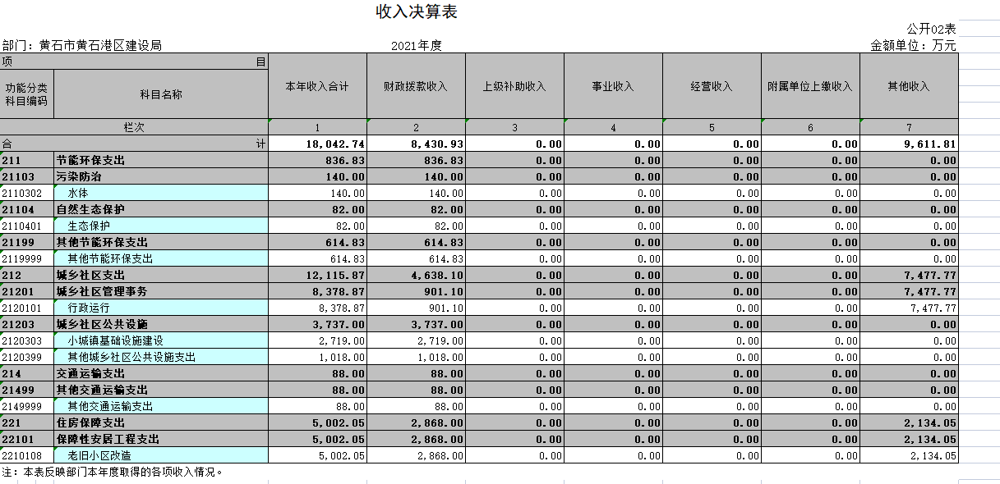 收入决算表
公开02表
部门：黄石市黄石港区建设局 2021年度 金额单位：万元
项 目 本年收入合计 财政拨款收入 上级补助收入 事业收入 经营收入 附属单位上缴收入 其他收入
功能分类科目编码 科目名称
栏次 1 2 3 4 5 6 7
合 计 18,042.74 8,430.93 0.00 0.00 0.00 0.00 9,611.81
211 节能环保支出 836.83 836.83 0.00 0.00 0.00 0.00 0.00
21103 污染防治 140.00 140.00 0.00 0.00 0.00 0.00 0.00
2110302 水体 140.00 140.00 0.00 0.00 0.00 0.00 0.00
21104 自然生态保护 82.00 82.00 0.00 0.00 0.00 0.00 0.00
2110401 生态保护 82.00 82.00 0.00 0.00 0.00 0.00 0.00
21199 其他节能环保支出 614.83 614.83 0.00 0.00 0.00 0.00 0.00
2119999 其他节能环保支出 614.83 614.83 0.00 0.00 0.00 0.00 0.00
212 城乡社区支出 12,115.87 4,638.10 0.00 0.00 0.00 0.00 7,477.77
21201 城乡社区管理事务 8,378.87 901.10 0.00 0.00 0.00 0.00 7,477.77
2120101 行政运行 8,378.87 901.10 0.00 0.00 0.00 0.00 7,477.77
21203 城乡社区公共设施 3,737.00 3,737.00 0.00 0.00 0.00 0.00 0.00
2120303 小城镇基础设施建设 2,719.00 2,719.00 0.00 0.00 0.00 0.00 0.00
2120399 其他城乡社区公共设施支出 1,018.00 1,018.00 0.00 0.00 0.00 0.00 0.00
214 交通运输支出 88.00 88.00 0.00 0.00 0.00 0.00 0.00
21499 其他交通运输支出 88.00 88.00 0.00 0.00 0.00 0.00 0.00
2149999 其他交通运输支出 88.00 88.00 0.00 0.00 0.00 0.00 0.00
221 住房保障支出 5,002.05 2,868.00 0.00 0.00 0.00 0.00 2,134.05
22101 保障性安居工程支出 5,002.05 2,868.00 0.00 0.00 0.00 0.00 2,134.05
2210108 老旧小区改造 5,002.05 2,868.00 0.00 0.00 0.00 0.00 2,134.05
注：本表反映部门本年度取得的各项收入情况。